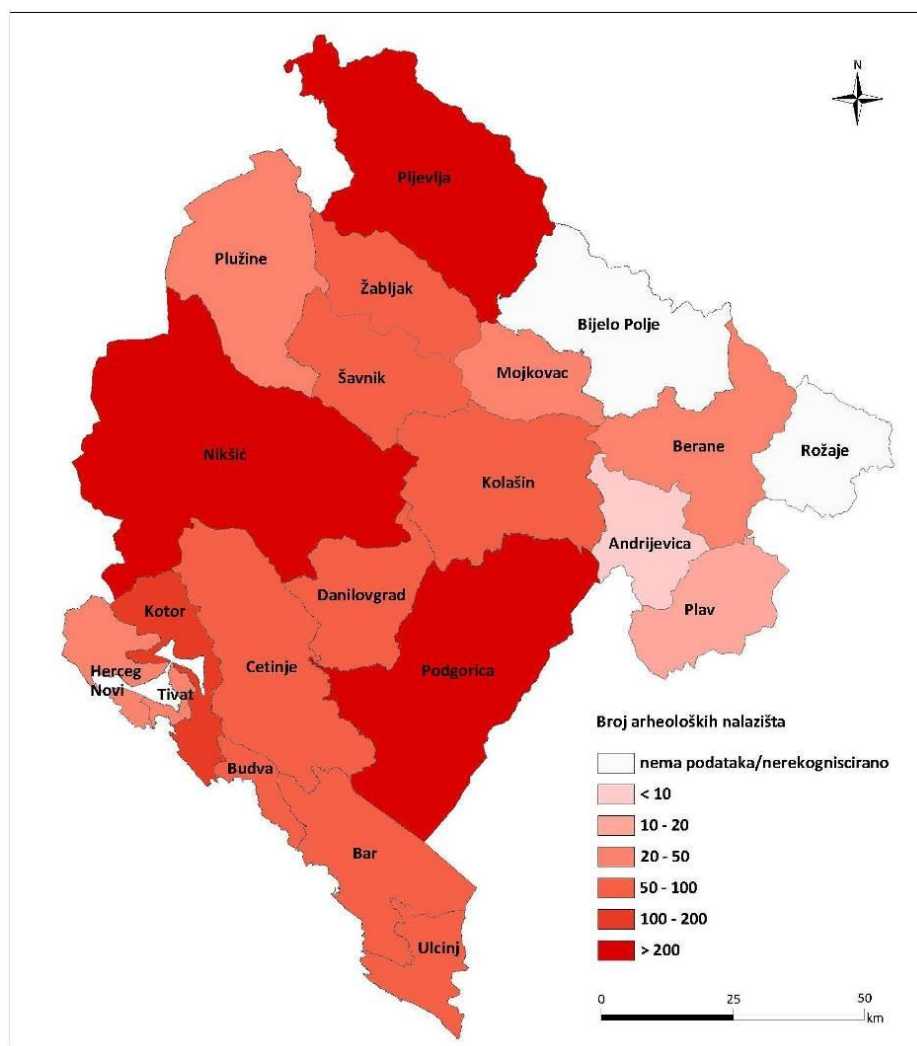 N
Pljevlja
Plužine
Žabljak
Bijelo Polje
Šavnik
Mojkovac
Nikšić
Kolašin
Berane
Rožaje
Andrijevica
Danilovgrad
Plav
Kotor
Cetinje
Podgorica
Herceg
Novi
Tivat
Budva
Bar
Ulcinj
Broj arheoloških nalazišta
nema podataka/nerekogniscirano
< 10
10 - 20
20 - 50
50 - 100
100 - 200
> 200
0 25 50
km